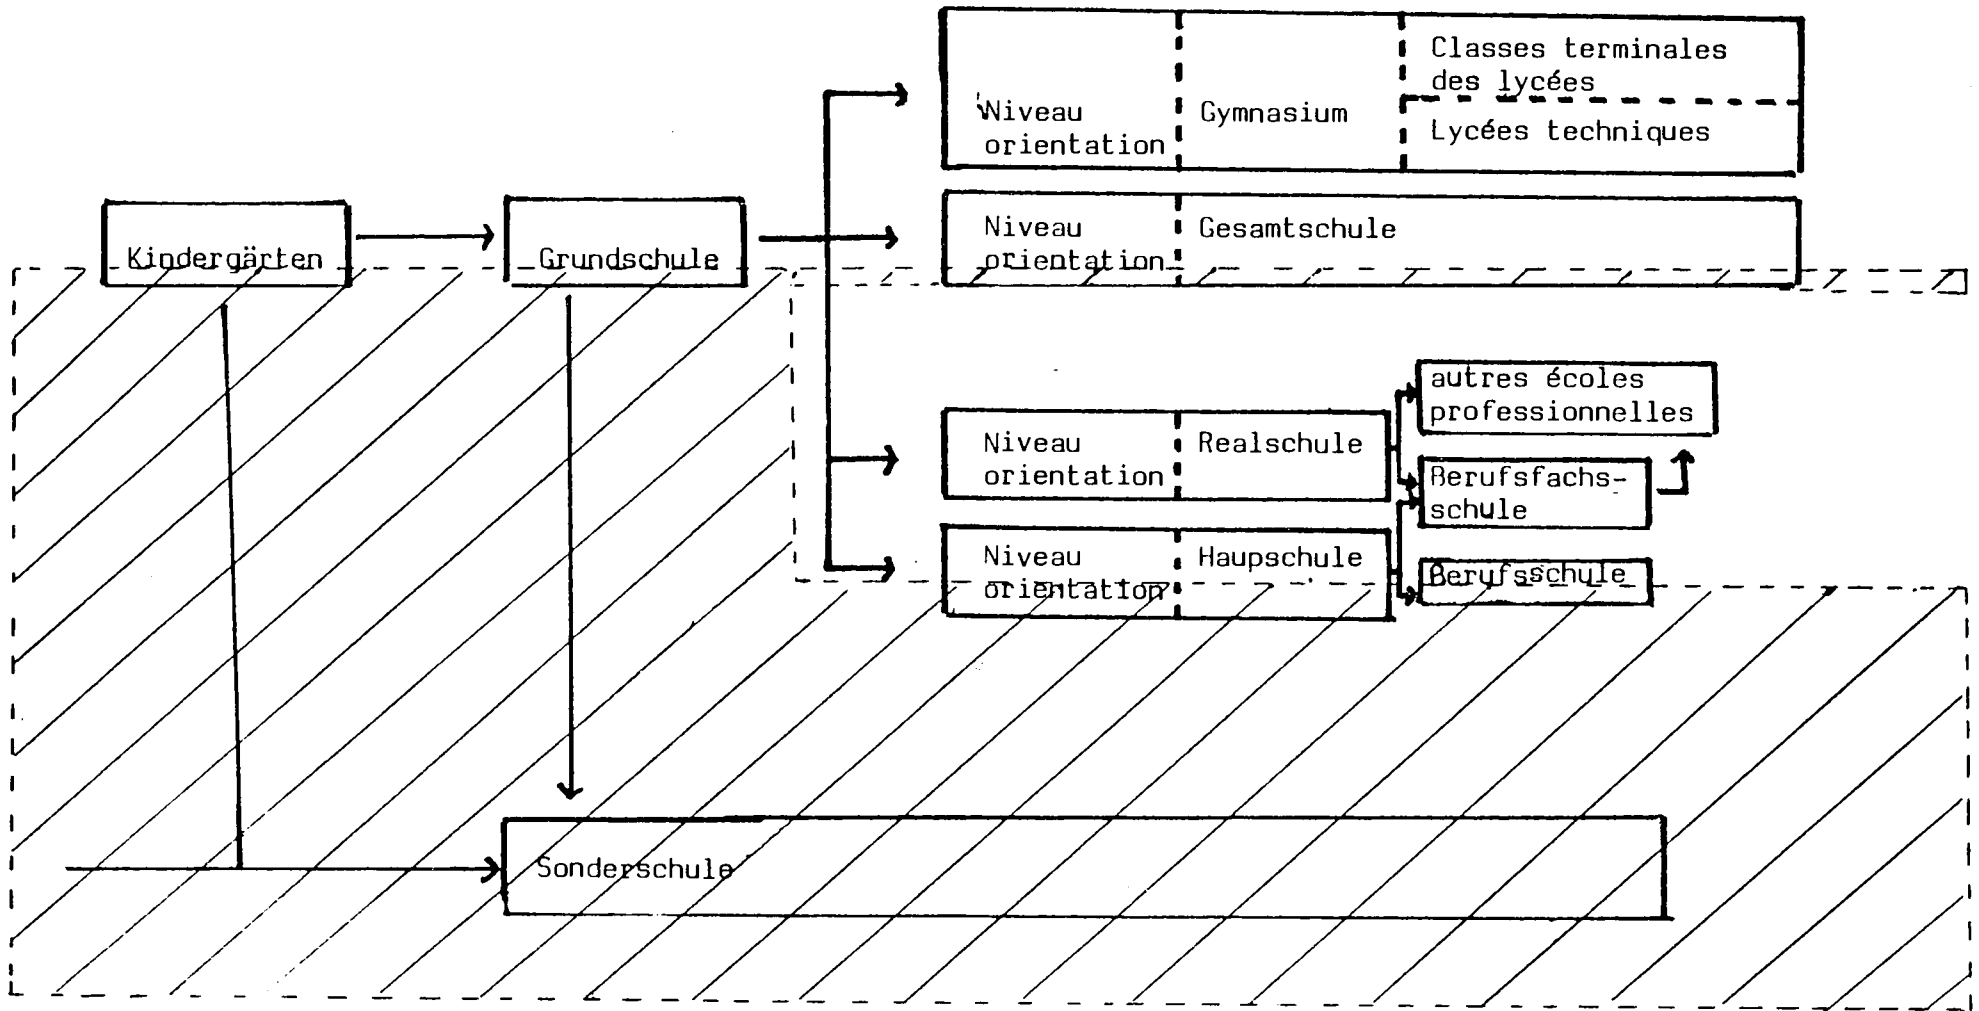 Classes terminales
des lycées
Niveau
orientation
Gymnasium
Lycées techniques
Kindergärten
Grundschule
Niveau
orientation
Gesamtschule
autres écoles
professionnelles
Niveau
orientation
Realschule
Berufsfachs-
schule
Niveau
orientation
Haupschule
Berufsschule
Sonderschule